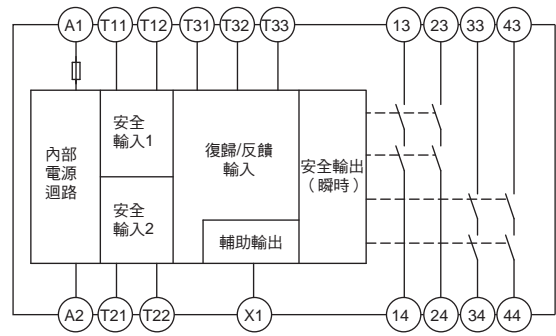 A1 T11 T12 T31 T32 T33 13 23 33 43
內部
電源
迴路
安全
輸入1
安全
輸入2
復歸/反饋
輸入
輔助輸出
安全輸出
（瞬時）
A2 T21 T22 X1 14 24 34 44